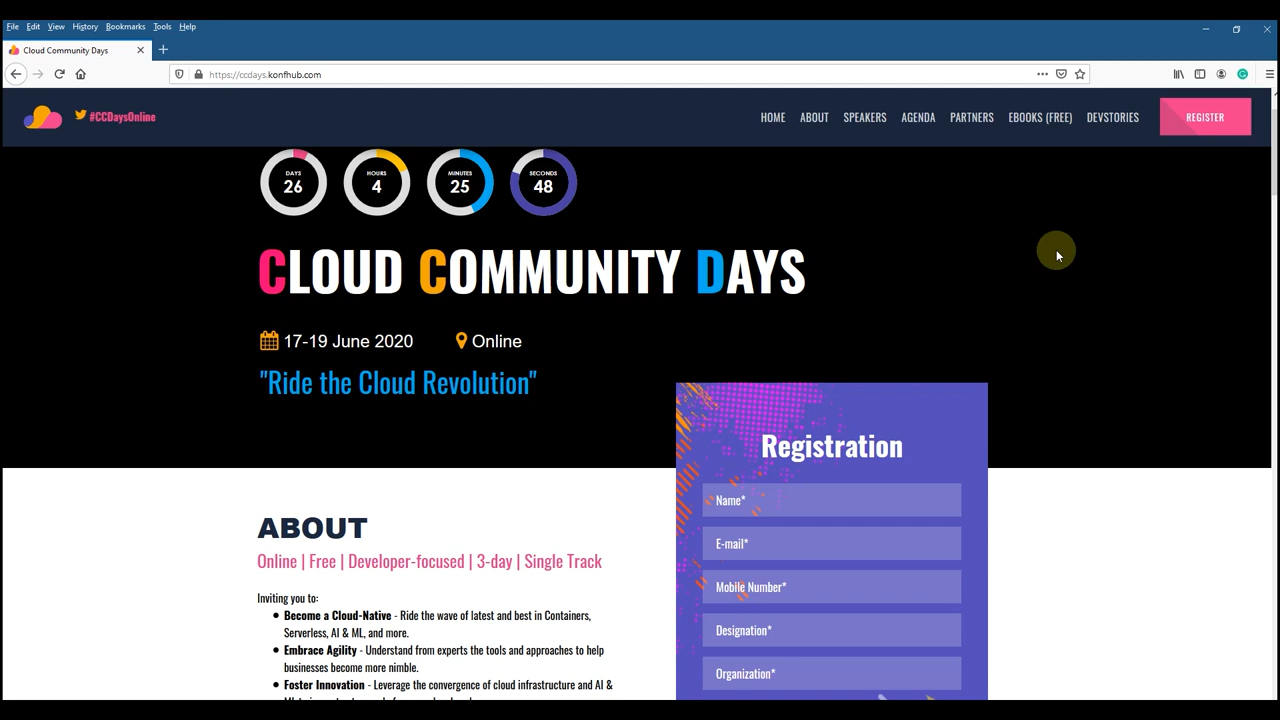 File Edit View History Bookmarks Tools Help
Cloud Community Days
https://ccdays.konfhub.com
#CCDaysOnline
HOME ABOUT SPEAKERS AGENDA PARTNERS EBOOKS (FREE) DEVSTORIES REGISTER
DAYS HOURS MINUTES SECONDS
26 4 25 48
CLOUD COMMUNITY DAYS
17-19 June 2020 Online
"Ride the Cloud Revolution"
Registration
Name*
E-mail*
Mobile Number*
Designation*
Organization*
ABOUT
Online | Free | Developer-focused | 3-day | Single Track
Inviting you to:
Become a Cloud-Native - Ride the wave of latest and best in Containers,
Serverless, AI & ML, and more.
Embrace Agility - Understand from experts the tools and approaches to help
businesses become more nimble.
Foster Innovation - Leverage the convergence of cloud infrastructure and AI &